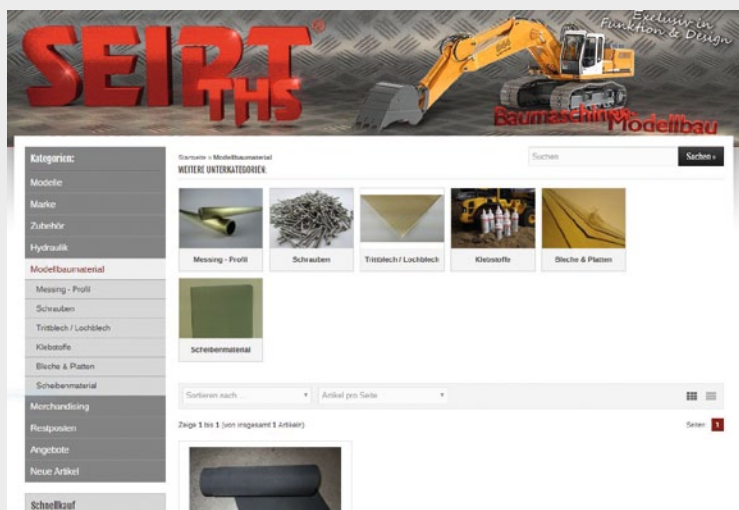 SEIRT®
THS
Exclusiv in
Funktion & Design
Modellbau
Kategorien:
Modelle
Marke
Zubehör
Hydraulik
Modellbaumaterial
Messing - Profil
Schrauben
Trittblech / Lochblech
Klebstoffe
Bleche & Platten
Scheibenmaterial
Merchandising
Restposten
Angebote
Neue Artikel
Schnellkauf
Startseite » Modellbaumaterial
WEITERE UNTERKATEGORIEN:
Suchen
Suchen »
Messing - Profil
Schrauben
Trittblech / Lochblech
Klebstoffe
Bleche & Platten
Scheibenmaterial
Sortieren nach ...
Artikel pro Seite
Zeige 1 bis 1 (von insgesamt 1 Artikeln)
Seiten: 1